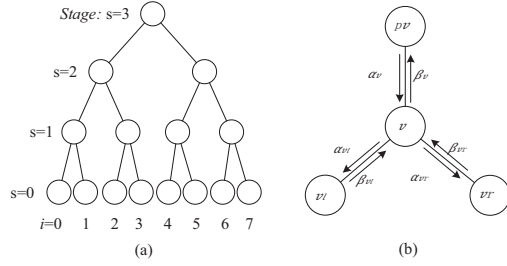 Stage: s=3
s=2
s=1
s=0
i=0 1 2 3 4 5 6 7
(a)
pv
αv βv
v
αvl βvl
αvr βvr
vl vr
(b)